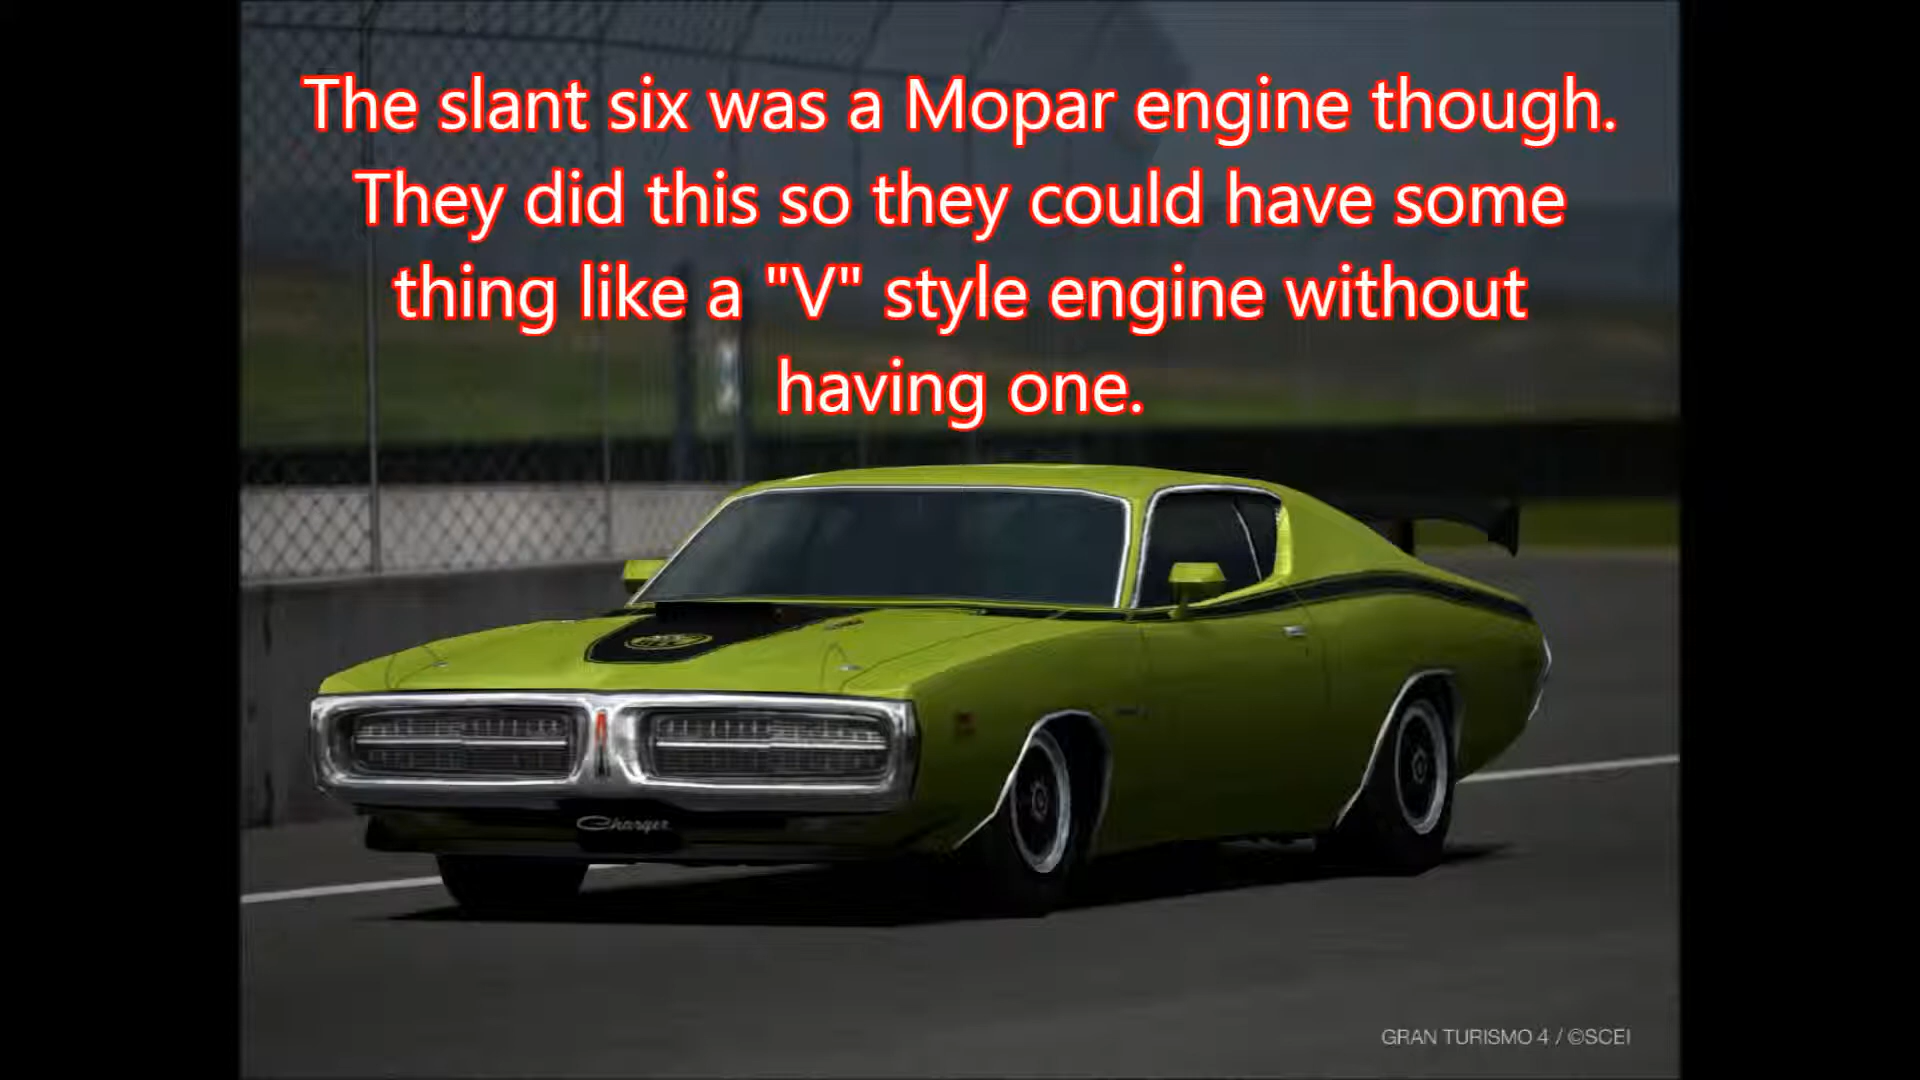 The slant six was a Mopar engine though.
They did this so they could have some
thing like a "V" style engine without
having one.
Charger
GRAN TURISMO 4 / ©SCEI